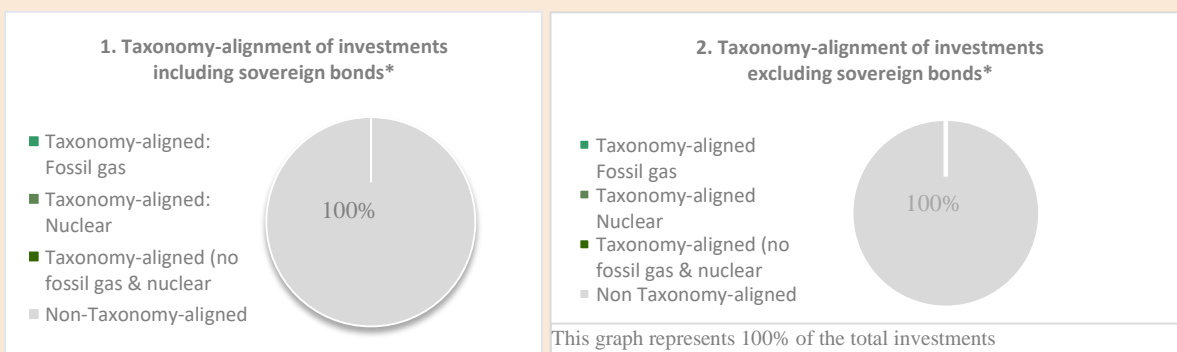 1. Taxonomy-alignment of investments
including sovereign bonds*
Taxonomy-aligned:
Fossil gas
Taxonomy-aligned:
Nuclear
Taxonomy-aligned (no
fossil gas & nuclear
Non-Taxonomy-aligned
100%
2. Taxonomy-alignment of investments
excluding sovereign bonds*
Taxonomy-aligned
Fossil gas
Taxonomy-aligned
Nuclear
Taxonomy-aligned (no
fossil gas & nuclear
Non Taxonomy-aligned
100%
This graph represents 100% of the total investments